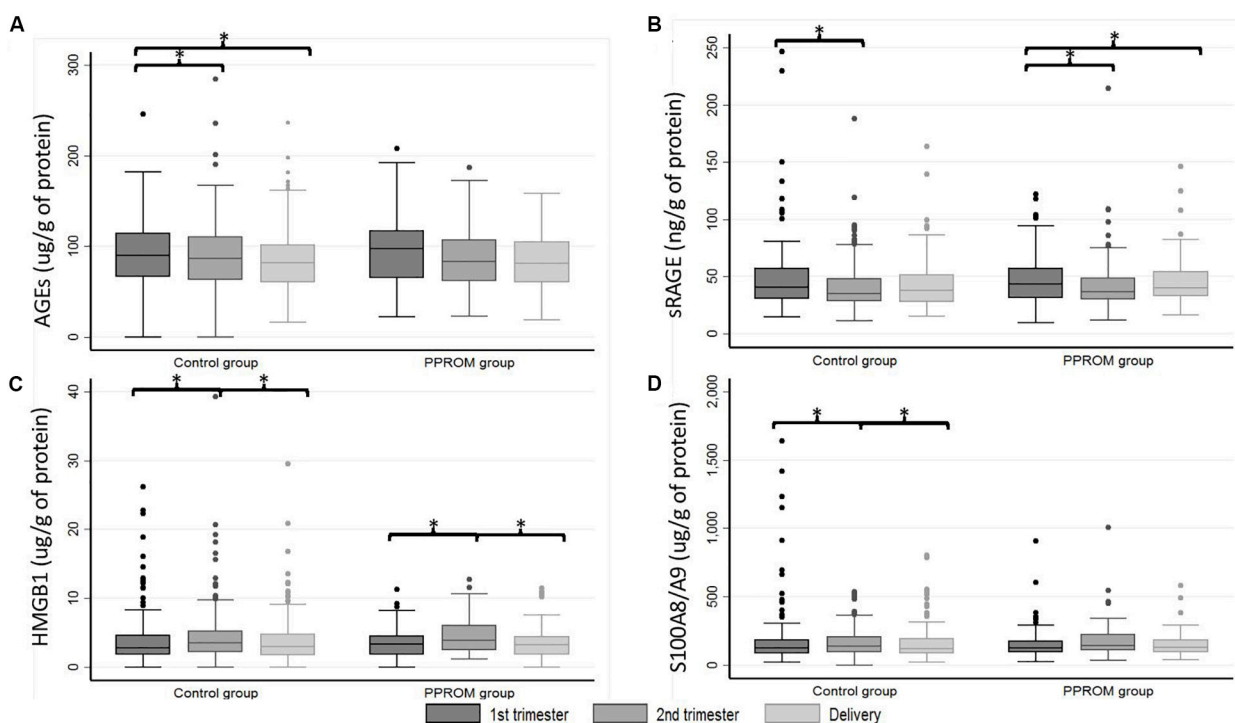 A
* *
AGEs (ug/g of protein)
300
200
100
0
Control group PPROM group
B
* * *
sRAGE (ng/g of protein)
250
200
150
100
50
0
Control group PPROM group
C
* * * *
HMGB1 (ug/g of protein)
40
30
20
10
0
Control group PPROM group
D
* *
S100A8/A9 (ug/g of protein)
2,000
1,500
1,000
500
0
Control group PPROM group
1st trimester 2nd trimester Delivery